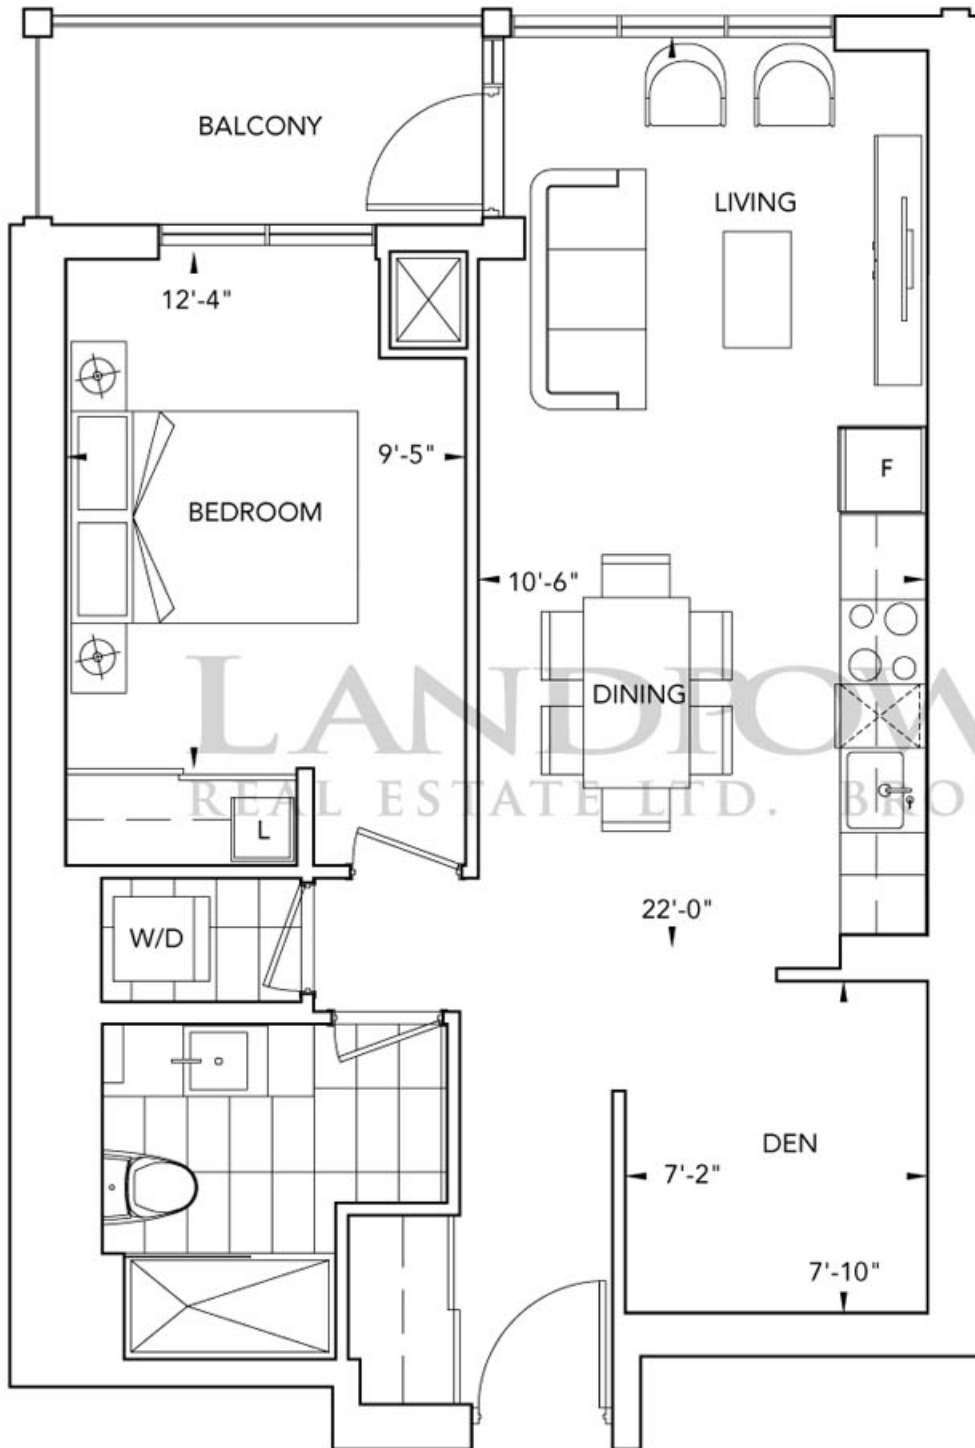 BALCONY
LIVING
12'-4"
9'-5"
F
BEDROOM
10'-6"
DINING
LANDPOW
REAL ESTATE LTD. BRO
L
22'-0"
W/D
DEN
7'-2"
7'-10"